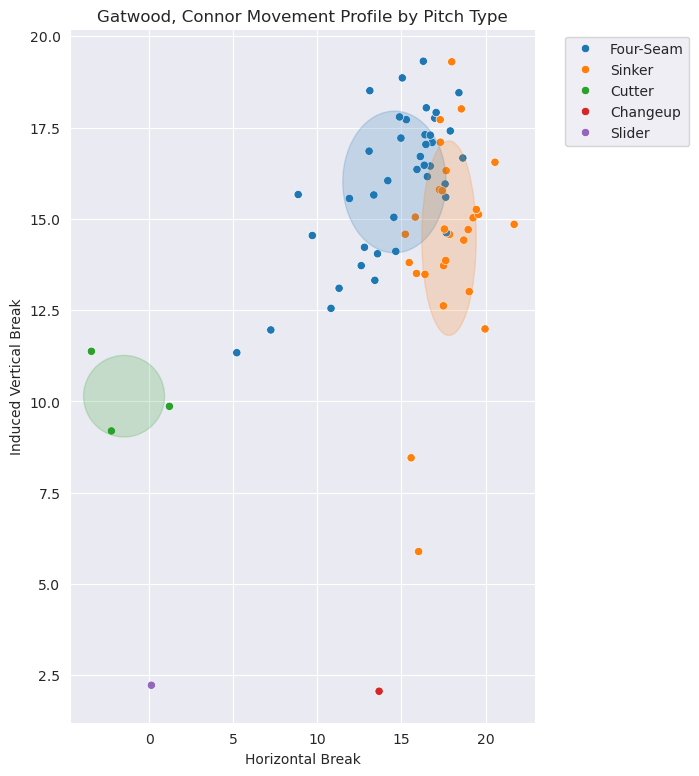 Gatwood, Connor Movement Profile by Pitch Type
Four-Seam
Sinker
Cutter
Changeup
Slider
20.0
17.5
15.0
12.5
10.0
7.5
5.0
2.5
Induced Vertical Break
0
5
10
15
20
Horizontal Break